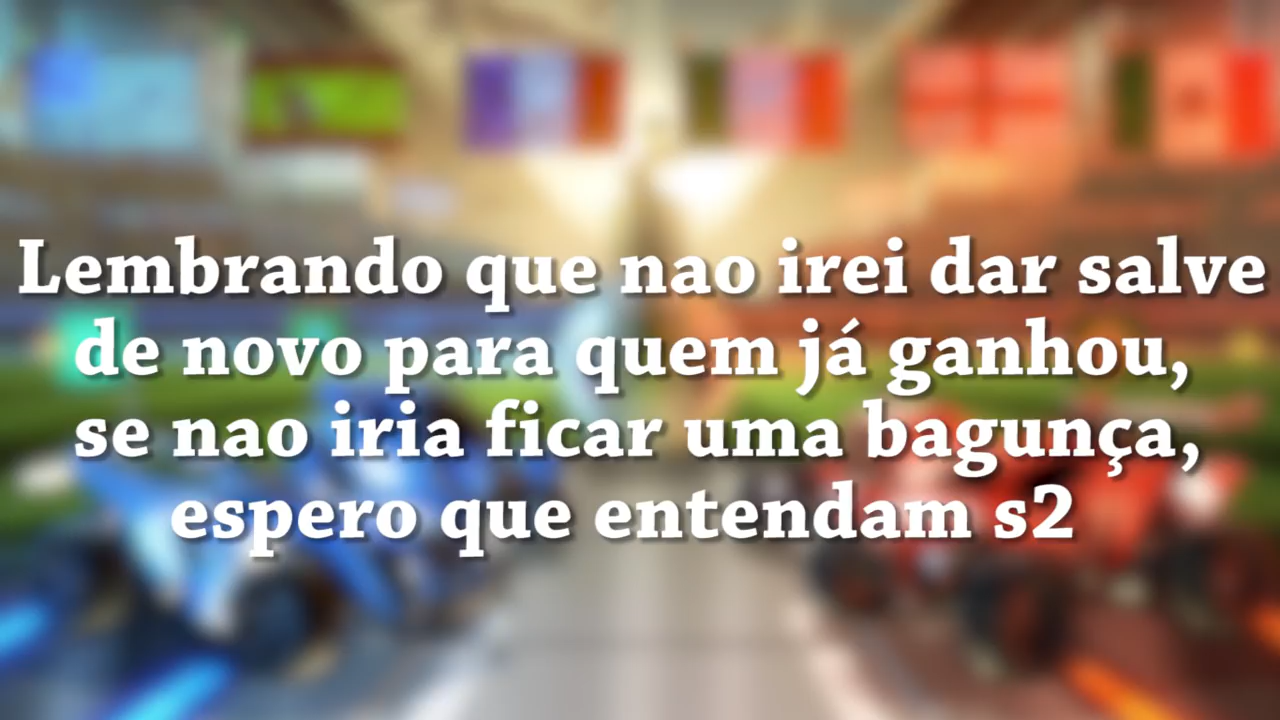 Lembrando que nao irei dar salve
de novo para quem já ganhou,
se nao iria ficar uma bagunça,
espero que entendam s2